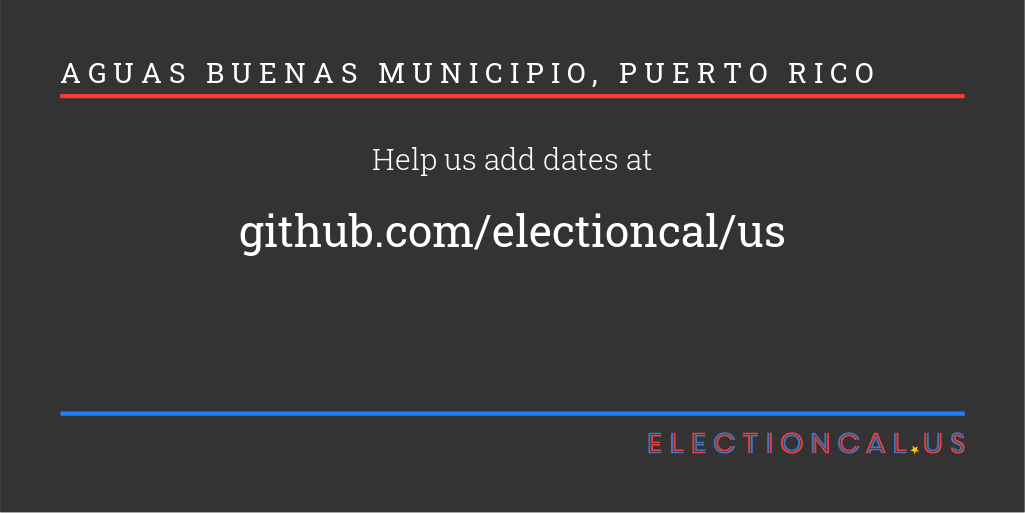 AGUAS BUENAS MUNICIPIO, PUERTO RICO
Help us add dates at
github.com/electioncal/us
ELECTIONCAL.US